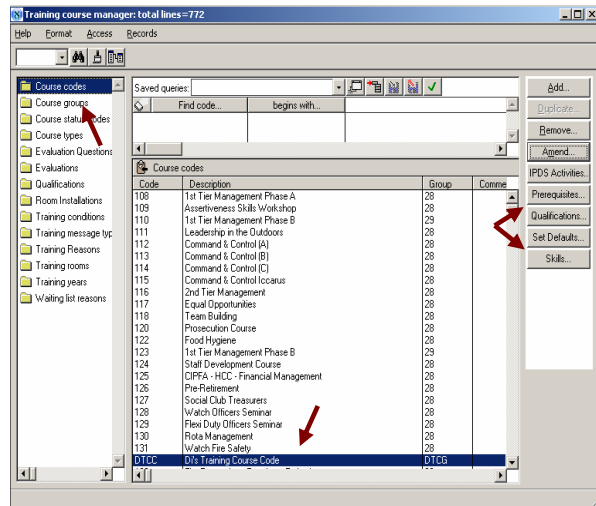 Training course manager: total lines=772
Help Format Access Records
Course codes
Course groups
Course status codes
Course types
Evaluation Questions
Evaluations
Qualifications
Room Installations
Training conditions
Training message typ
Training Reasons
Training rooms
Training years
Waiting list reasons
Saved queries:
Find code... begins with...
Course codes
Code Description Group Comme
108 1st Tier Management Phase A 28
109 Assertiveness Skills Workshop 28
110 1st Tier Management Phase B 29
111 Leadership in the Outdoors 28
112 Command & Control (A) 28
113 Command & Control (B) 28
114 Command & Control (C) 28
115 Command & Control Iccarus 28
116 2nd Tier Management 28
117 Equal Opportunities 28
118 Team Building 28
120 Prosecution Course 28
122 Food Hygiene 28
123 1st Tier Management Phase B 29
124 Staff Development Course 28
125 CIPFA - HCC - Financial Management 28
126 Pre-Retirement 28
127 Social Club Treasurers 28
128 Watch Officers Seminar 28
129 Flexi Duty Officers Seminar 28
130 Rota Management 28
131 Watch Fire Safety 28
DTCC Di's Training Course Code DTCG
Add...
Duplicate...
Remove...
Amend...
IPDS Activities...
Prerequisites...
Qualifications...
Set Defaults...
Skills...